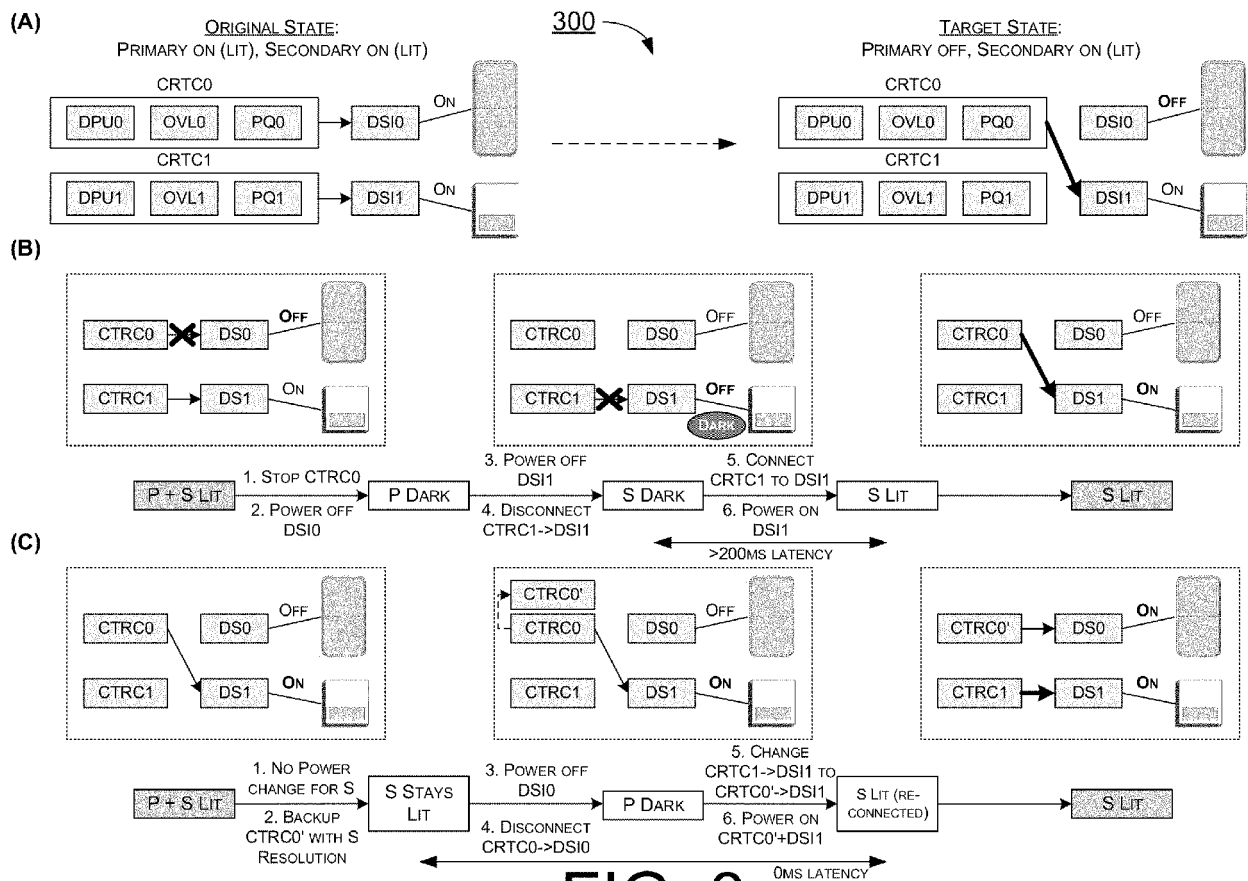 (A)
ORIGINAL STATE:
PRIMARY ON (LIT), SECONDARY ON (LIT)
300
TARGET STATE:
PRIMARY OFF, SECONDARY ON (LIT)
CRTC0
DPU0 OVL0 PQ0 DSI0 ON
CRTC1
DPU1 OVL1 PQ1 DSI1 ON
CRTC0
DPU0 OVL0 PQ0 DSI0 OFF
CRTC1
DPU1 OVL1 PQ1 DSI1 ON
(B)
CTRC0 DS0 OFF
CTRC1 DS1 ON
CTRC0 DS0 OFF
CTRC1 DS1 OFF
DARK
CTRC0 DS0 OFF
CTRC1 DS1 ON
P + S LIT
1. STOP CTRC0
2. POWER OFF
DSI0
P DARK
3. POWER OFF
DSI1
4. DISCONNECT
CTRC1->DSI1
S DARK
5. CONNECT
CRTC1 TO DSI1
6. POWER ON
DSI1
S LIT
S LIT
>200MS LATENCY
(C)
CTRC0 DS0 OFF
CTRC1 DS1 ON
CTRC0'
CTRC0 DS0 OFF
CTRC1 DS1 ON
CTRC0' DS0 ON
CTRC1 DS1 ON
P + S LIT
1. NO POWER
CHANGE FOR S
2. BACKUP
CTRC0' WITH S
RESOLUTION
S STAYS
LIT
3. POWER OFF
DSI0
4. DISCONNECT
CRTC0->DSI0
P DARK
5. CHANGE
CRTC1->DSI1 TO
CRTC0'->DSI1
6. POWER ON
CRTC0'+DSI1
S LIT (RE-
CONNECTED)
S LIT
0MS LATENCY